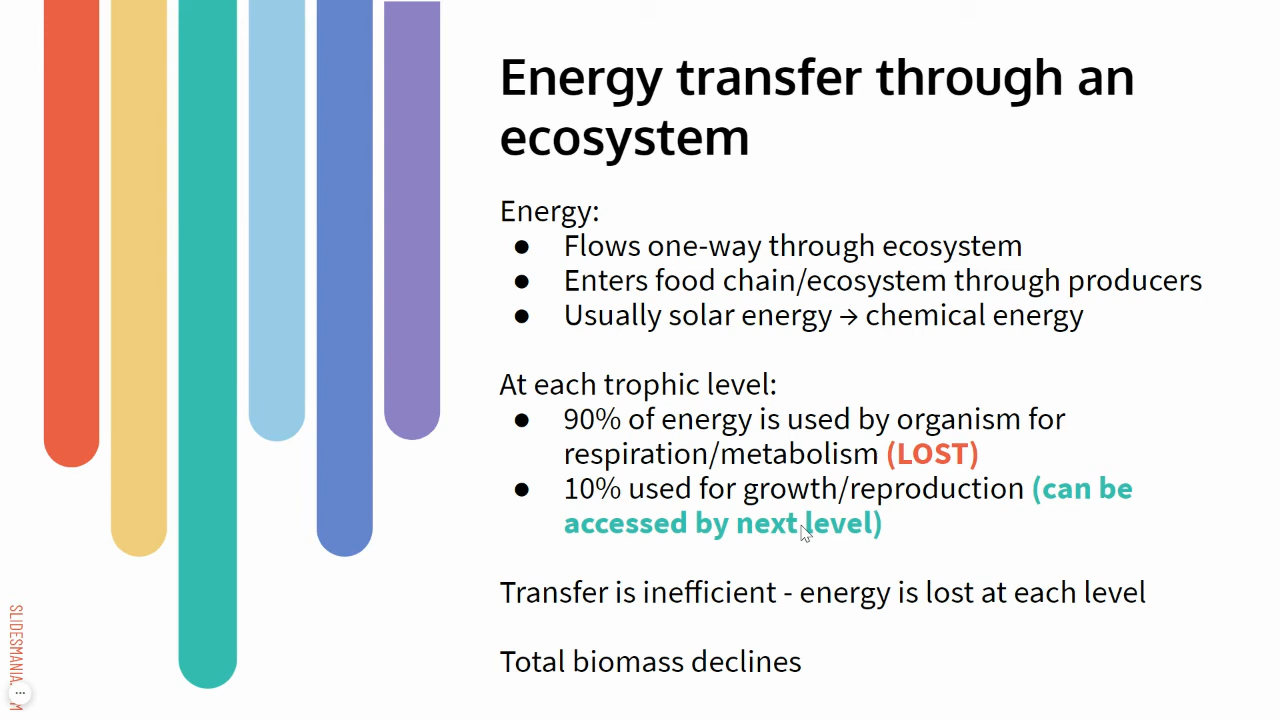 Energy transfer through an
ecosystem
Energy:
● Flows one-way through ecosystem
● Enters food chain/ecosystem through producers
● Usually solar energy → chemical energy
At each trophic level:
● 90% of energy is used by organism for
respiration/metabolism (LOST)
● 10% used for growth/reproduction (can be
accessed by next level)
Transfer is inefficient - energy is lost at each level
Total biomass declines